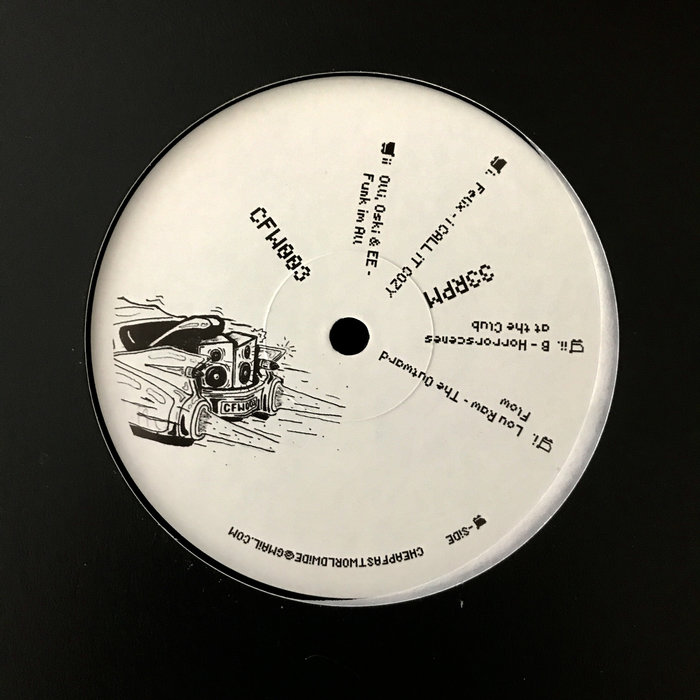 CFW003
ii Olli, Oski & EE -
Funk im All
i. Felix - i CALL iT COZY
33RPM
ii. B - Horrorscenes
at the Club
i. Lou Raw - The Outward
Flow
-SiDE
CHEAPFASTWORLDWiDE@GMAiL.COM
CFW003